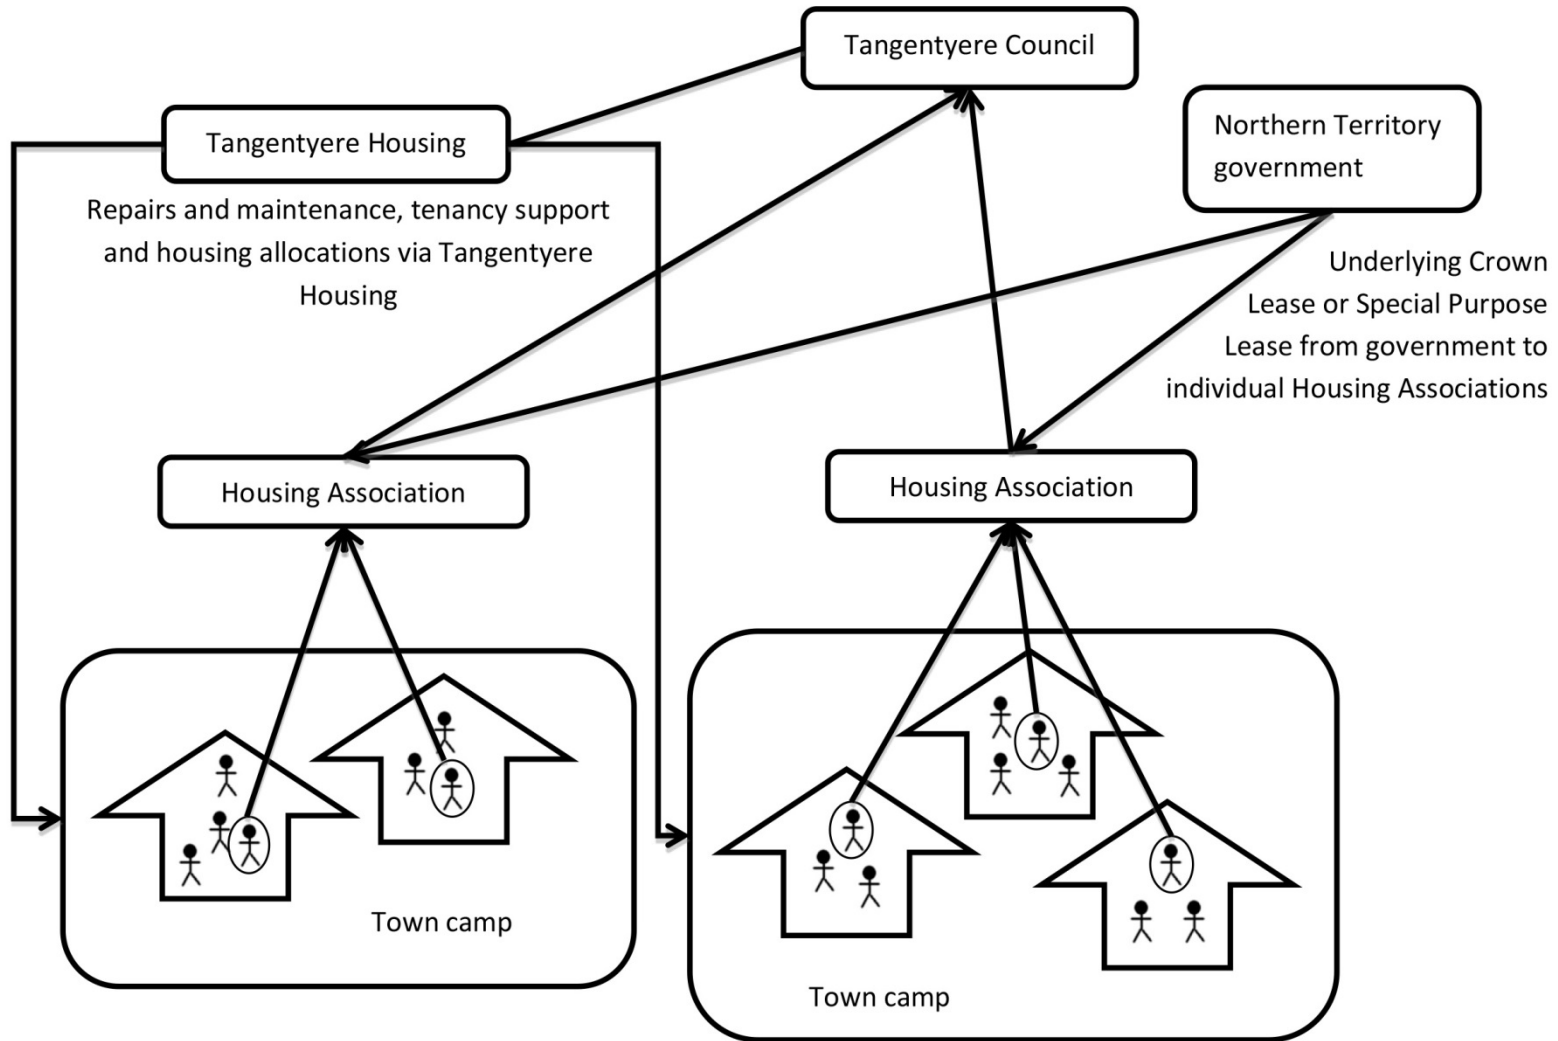 Tangentyere Council
Northern Territory
government
Tangentyere Housing
Repairs and maintenance, tenancy support
and housing allocations via Tangentyere
Housing
Underlying Crown
Lease or Special Purpose
Lease from government to
individual Housing Associations
Housing Association
Housing Association
Town camp
Town camp